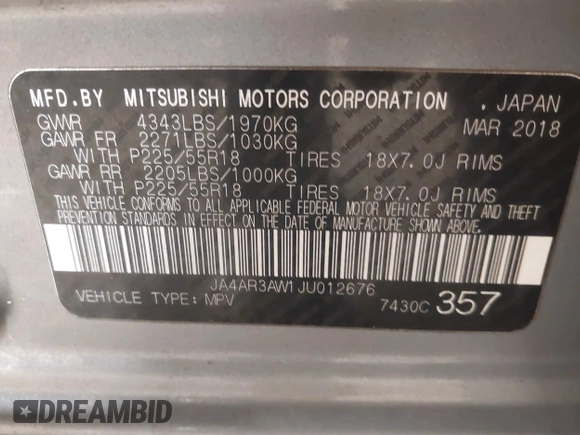 MFD.BY MITSUBISHI MOTORS CORPORATION , JAPAN
GVWR 4343LBS/1970KG MAR 2018
GAWR FR 2271LBS/1030KG
WITH P225/55R18 TIRES 18X7.0J RIMS
GAWR RR 2205LBS/1000KG
WITH P225/55R18 TIRES 18X7.0J RIMS
THIS VEHICLE CONFORMS TO ALL APPLICABLE FEDERAL MOTOR VEHICLE SAFETY AND THEFT
PREVENTION STANDARDS IN EFFECT ON THE DATE OF MANUFACTURE SHOWN ABOVE.
JA4AR3AW1JU012676
VEHICLE TYPE: MPV 7430C 357
DREAMBID